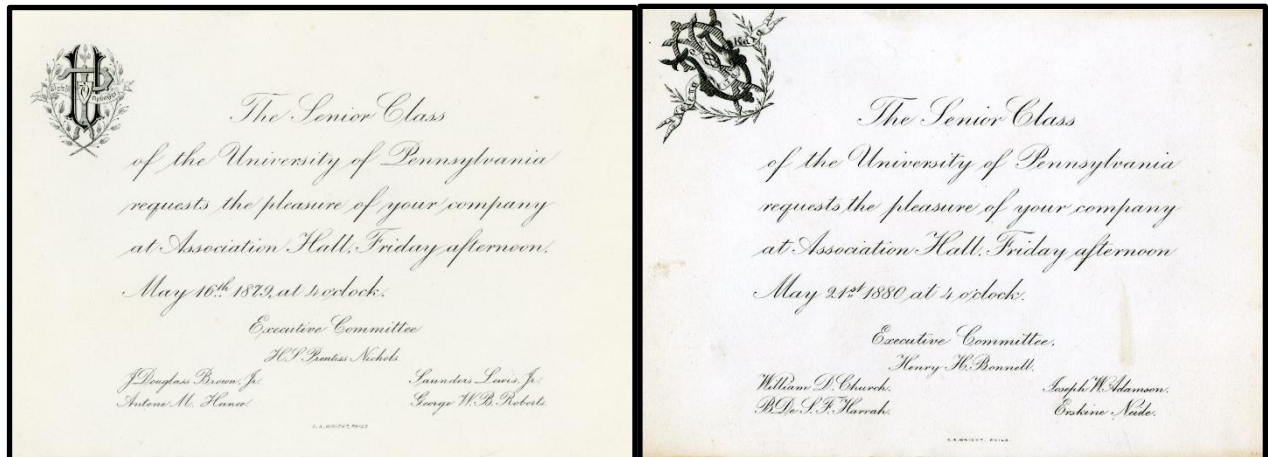 The Senior Class
of the University of Pennsylvania
requests the pleasure of your company
at Association Hall, Friday afternoon,
May 16th 1879, at 4 o'clock.
Executive Committee
H.S. Prentiss Nichols
J. Douglass Brown, Jr. Saunders Lewis, Jr.
Antone M. Hance. George W. B. Roberts.
E.A. WRIGHT, PHILA.
The Senior Class
of the University of Pennsylvania
requests the pleasure of your company
at Association Hall, Friday afternoon
May 21st 1880 at 4 o'clock.
Executive Committee.
Henry H. Bonnell.
William D. Church. Joseph W. Adamson.
B. De S. F. Harrah. Erskine Neide.
E.A. WRIGHT, PHILA.